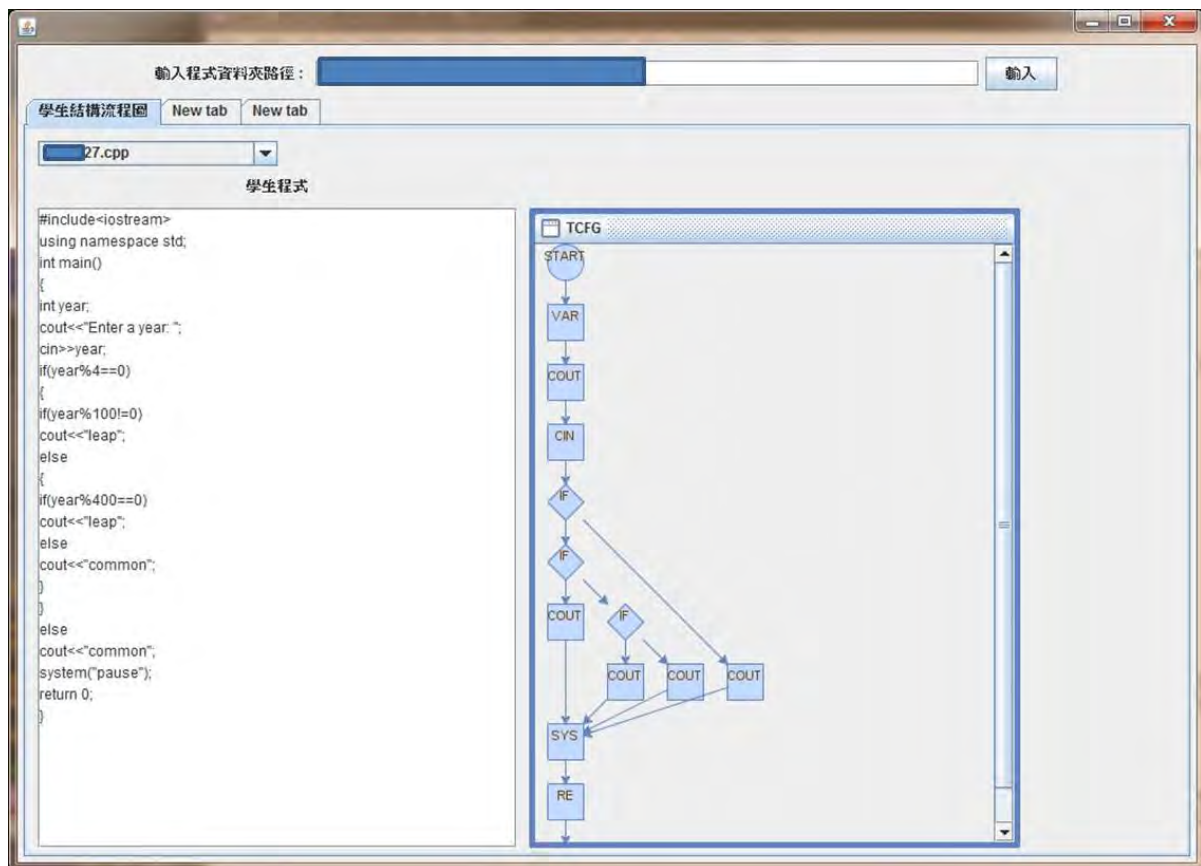 輸入程式資料夾路徑：
輸入
學生結構流程圖
New tab
New tab
27.cpp
學生程式
#include<iostream>
using namespace std;
int main()
{
int year;
cout<<"Enter a year: ";
cin>>year;
if(year%4==0)
{
if(year%100!=0)
cout<<"leap";
else
{
if(year%400==0)
cout<<"leap";
else
cout<<"common";
}
}
else
cout<<"common";
system("pause");
return 0;
}
TCFG
START
VAR
COUT
CIN
IF
IF
COUT
IF
COUT
COUT
COUT
SYS
RE